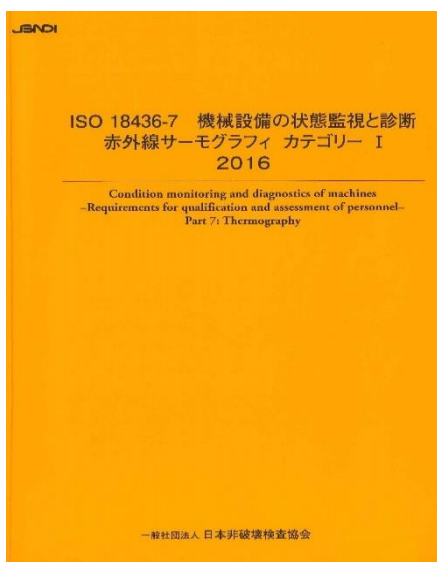 JSNDI
ISO 18436-7 機械設備の状態監視と診断
赤外線サーモグラフィ カテゴリー Ⅰ
2016
Condition monitoring and diagnostics of machines
–Requirements for qualification and assessment of personnel–
Part 7: Thermography
一般社団法人 日本非破壊検査協会